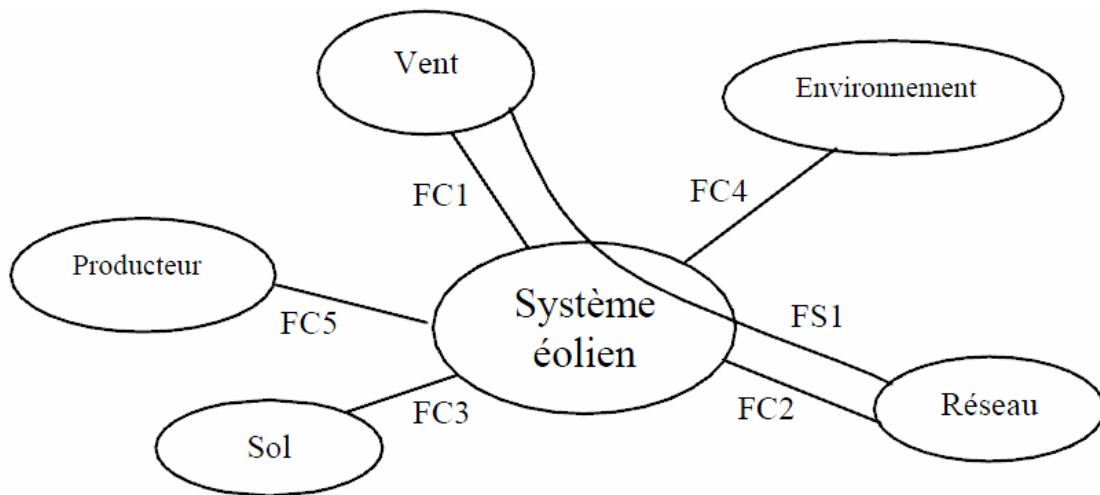 Vent
Environnement
FC1
FC4
Producteur
FC5
Système
éolien
FS1
FC3
FC2
Réseau
Sol